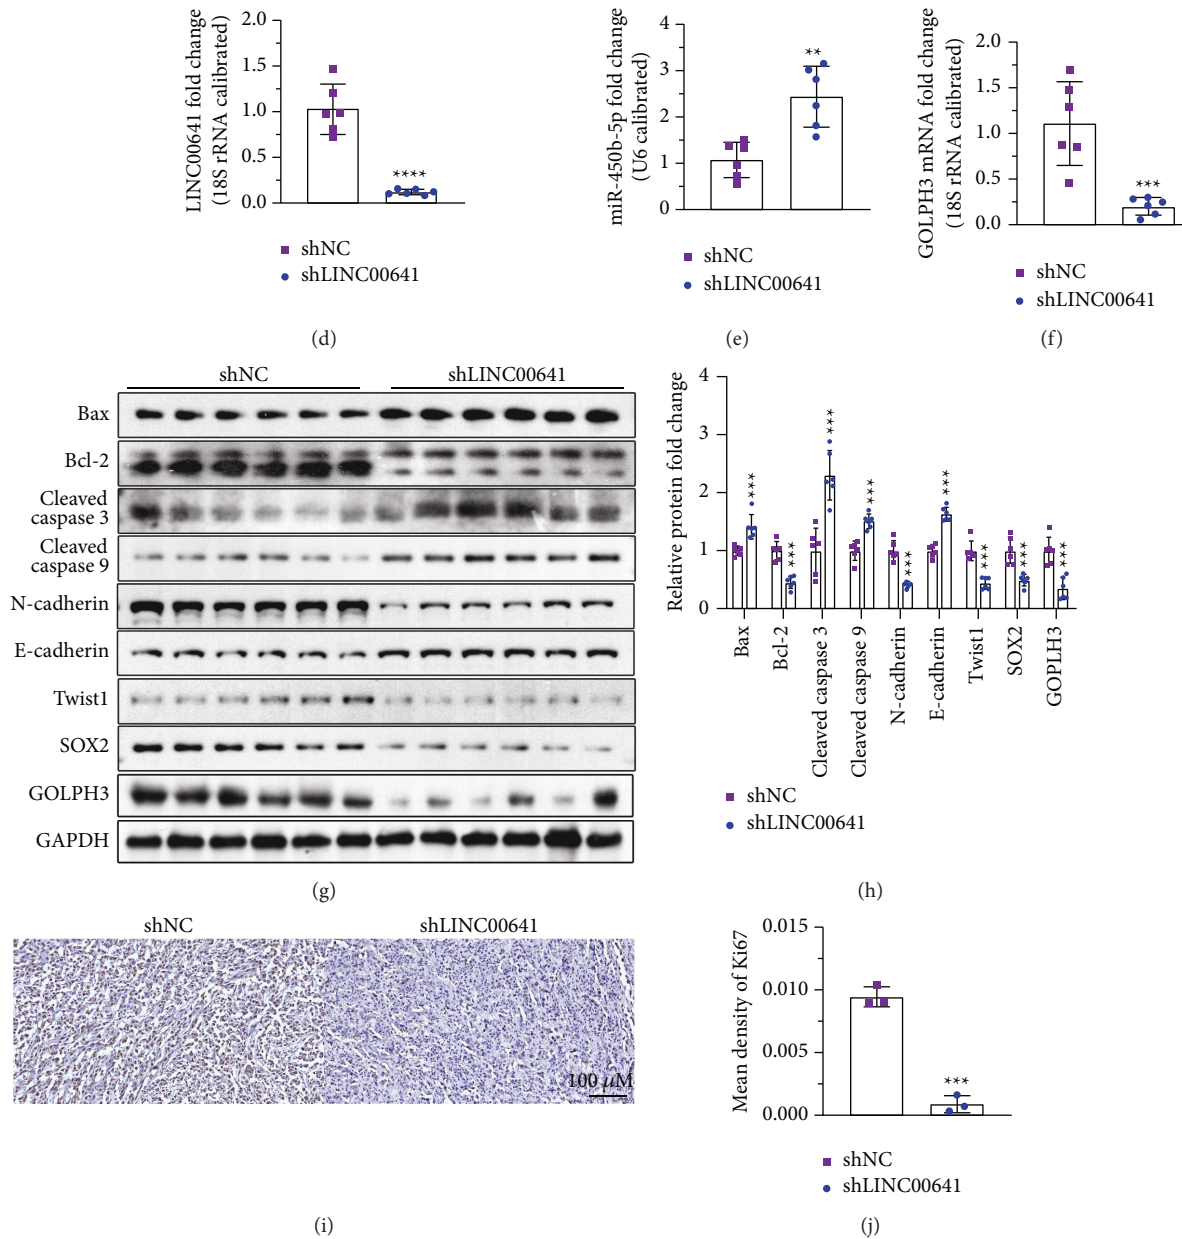 LINC00641 fold change
(18S rRNA calibrated)
2.0
1.5
1.0
0.5
0.0
****
shNC
shLINC00641
(d)
miR-450b-5p fold change
(U6 calibrated)
4
3
2
1
0
**
shNC
shLINC00641
(e)
GOLPH3 mRNA fold change
(18S rRNA calibrated)
2.0
1.5
1.0
0.5
0.0
***
shNC
shLINC00641
(f)
shNC shLINC00641
Bax
Bcl-2
Cleaved
caspase 3
Cleaved
caspase 9
N-cadherin
E-cadherin
Twist1
SOX2
GOLPH3
GAPDH
(g)
Relative protein fold change
4
3
2
1
0
***
***
***
***
***
***
***
***
***
Bax
Bcl-2
Cleaved caspase 3
Cleaved caspase 9
N-cadherin
E-cadherin
Twist1
SOX2
GOPLH3
shNC
shLINC00641
(h)
shNC shLINC00641
100 μM
(i)
Mean density of Ki67
0.015
0.010
0.005
0.000
***
shNC
shLINC00641
(j)